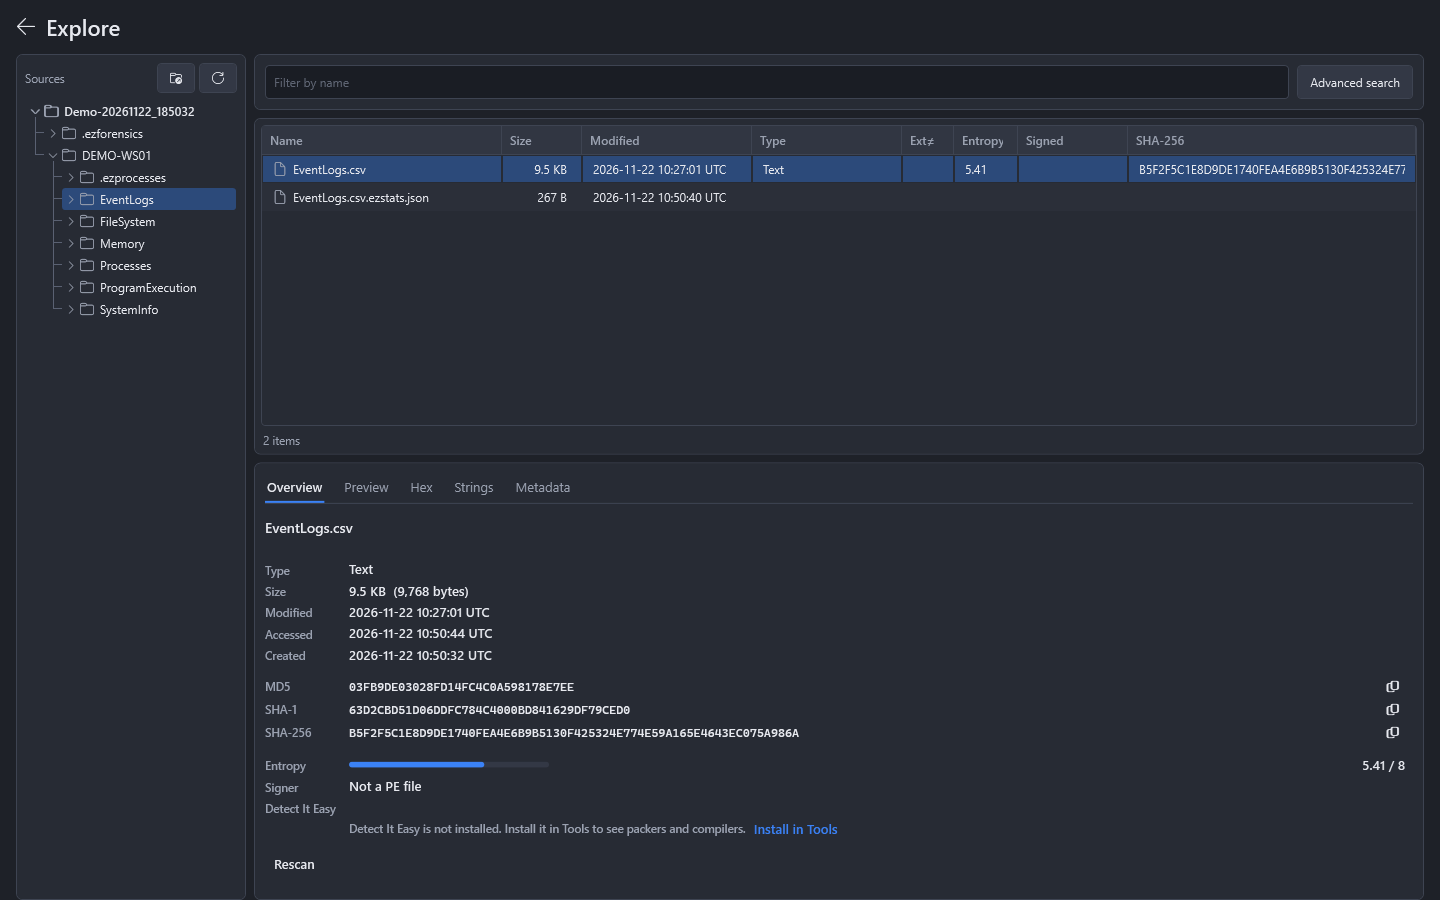 Explore
Sources
Demo-20261122_185032
.ezforensics
DEMO-WS01
.ezprocesses
EventLogs
FileSystem
Memory
Processes
ProgramExecution
SystemInfo
Filter by name
Advanced search
Name Size Modified Type Ext≠ Entropy Signed SHA-256
EventLogs.csv 9.5 KB 2026-11-22 10:27:01 UTC Text 5.41 B5F2F5C1E8D9DE1740FEA4E6B9B5130F425324E77
EventLogs.csv.ezstats.json 267 B 2026-11-22 10:50:40 UTC
2 items
Overview Preview Hex Strings Metadata
EventLogs.csv
Type Text
Size 9.5 KB (9,768 bytes)
Modified 2026-11-22 10:27:01 UTC
Accessed 2026-11-22 10:50:44 UTC
Created 2026-11-22 10:50:32 UTC
MD5 03FB9DE03028FD14FC4C0A598178E7EE
SHA-1 63D2CBD51D06DDFC784C4000BD841629DF79CED0
SHA-256 B5F2F5C1E8D9DE1740FEA4E6B9B5130F425324E774E59A165E4643EC075A986A
Entropy 5.41 / 8
Signer Not a PE file
Detect It Easy
Detect It Easy is not installed. Install it in Tools to see packers and compilers. Install in Tools
Rescan